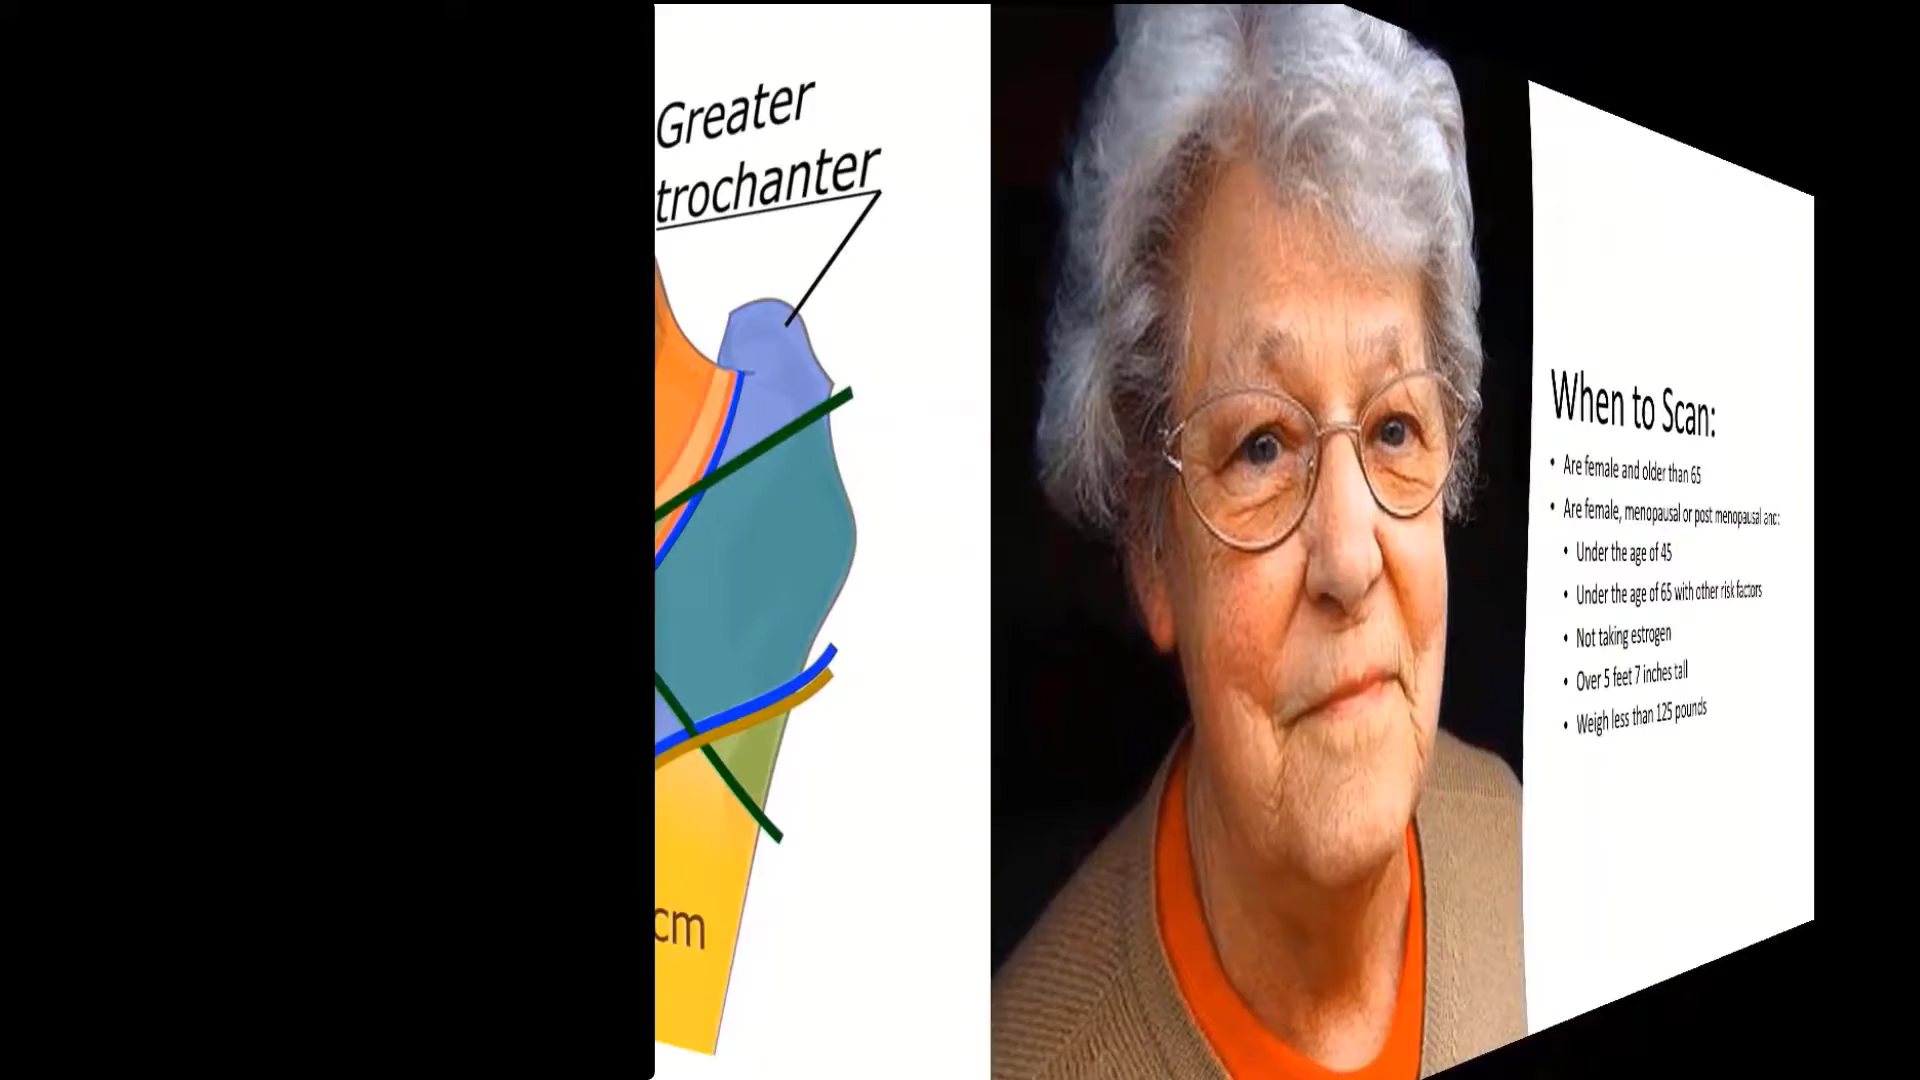 Greater
trochanter
cm
When to Scan:
• Are female and older than 65
• Are female, menopausal or post menopausal and:
• Under the age of 45
• Under the age of 65 with other risk factors
• Not taking estrogen
• Over 5 feet 7 inches tall
• Weigh less than 125 pounds